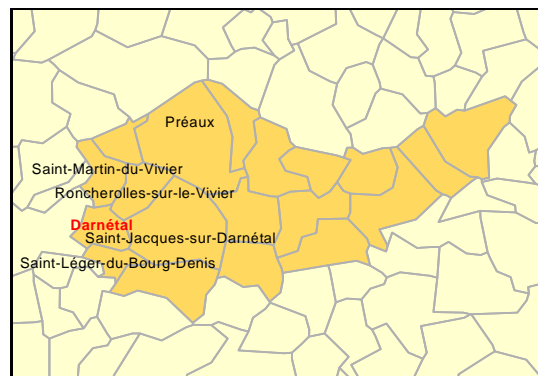 Préaux
Saint-Martin-du-Vivier
Roncherolles-sur-le-Vivier
Darnétal
Saint-Jacques-sur-Darnétal
Saint-Léger-du-Bourg-Denis